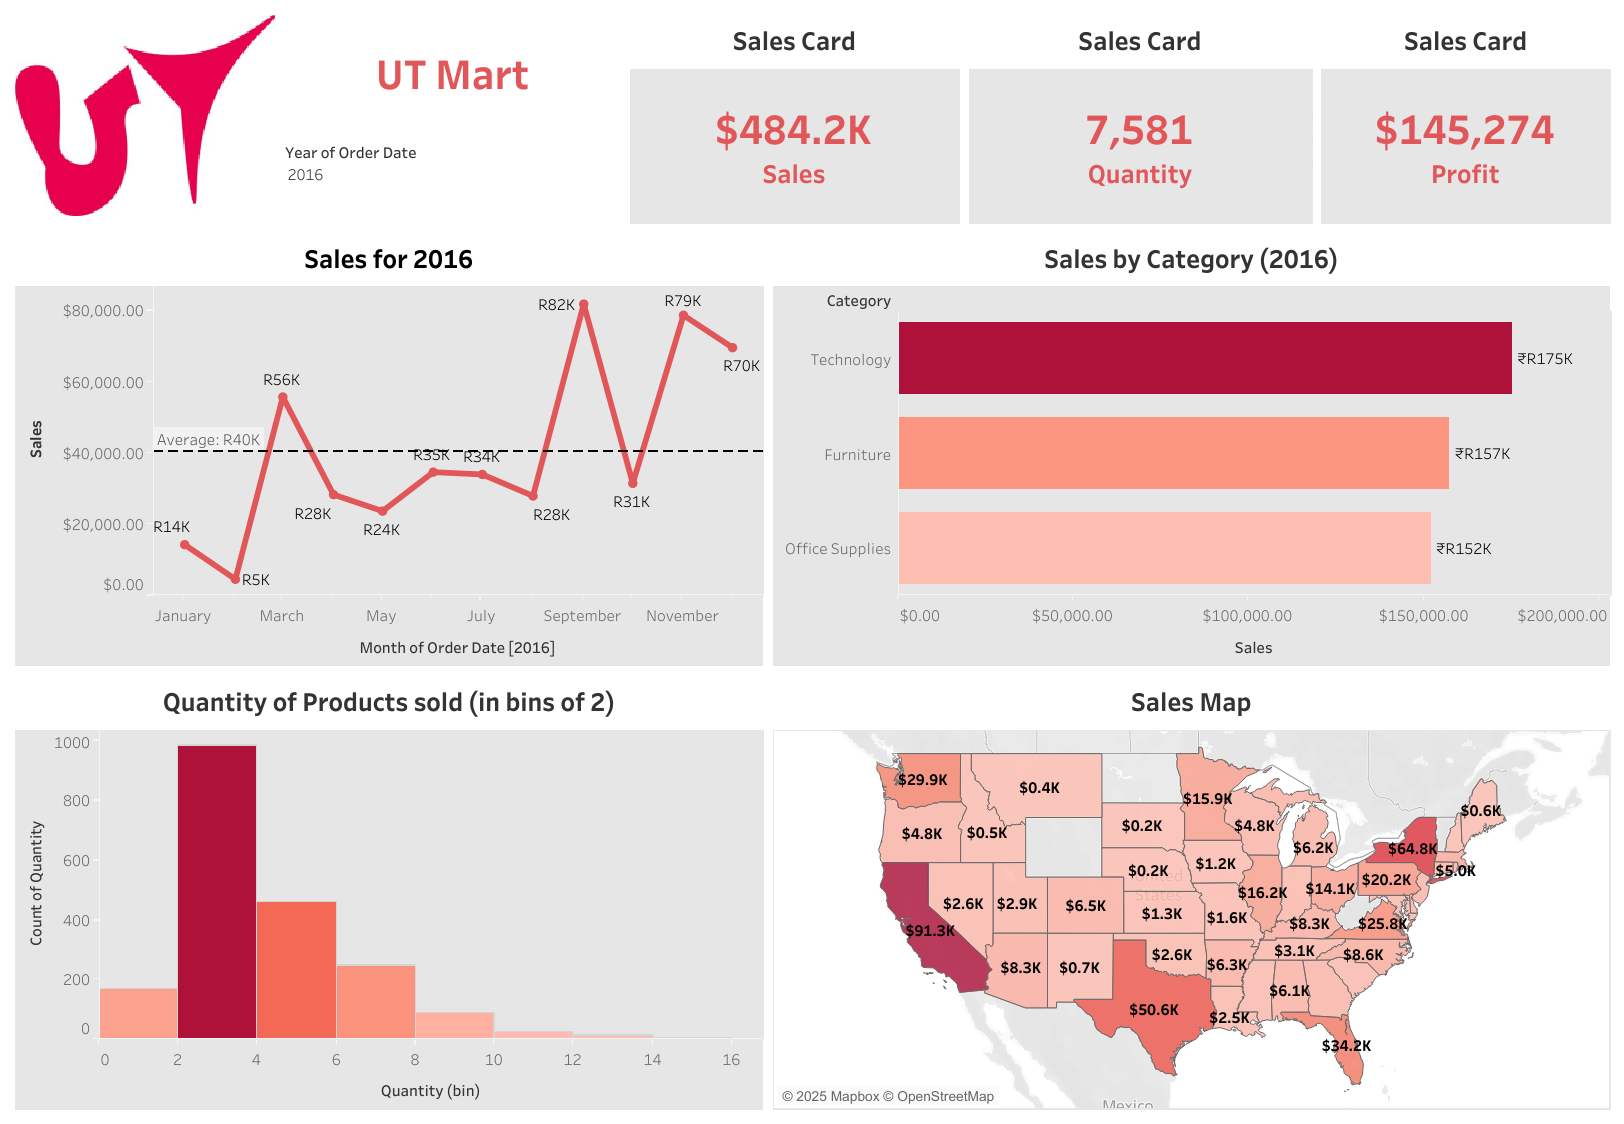 UT
UT Mart
Year of Order Date
2016
Sales Card
$484.2K
Sales
Sales Card
7,581
Quantity
Sales Card
$145,274
Profit
Sales for 2016
Sales
$80,000.00
$60,000.00
$40,000.00
$20,000.00
$0.00
Average: R40K
R14K
R5K
R56K
R28K
R24K
R35K
R34K
R28K
R82K
R31K
R79K
R70K
January
March
May
July
September
November
Month of Order Date [2016]
Sales by Category (2016)
Category
Technology
₹R175K
Furniture
₹R157K
Office Supplies
₹R152K
$0.00
$50,000.00
$100,000.00
$150,000.00
$200,000.00
Sales
Quantity of Products sold (in bins of 2)
Count of Quantity
1000
800
600
400
200
0
0
2
4
6
8
10
12
14
16
Quantity (bin)
Sales Map
$29.9K
$0.4K
$15.9K
$0.6K
$4.8K
$0.5K
$0.2K
$4.8K
$6.2K
$64.8K
$0.2K
$1.2K
$5.0K
$20.2K
United
States
$2.6K
$2.9K
$6.5K
$1.3K
$1.6K
$16.2K
$14.1K
$8.3K
$25.8K
$91.3K
$8.3K
$0.7K
$2.6K
$6.3K
$3.1K
$8.6K
$6.1K
$50.6K
$2.5K
$34.2K
Mexico
© 2025 Mapbox © OpenStreetMap